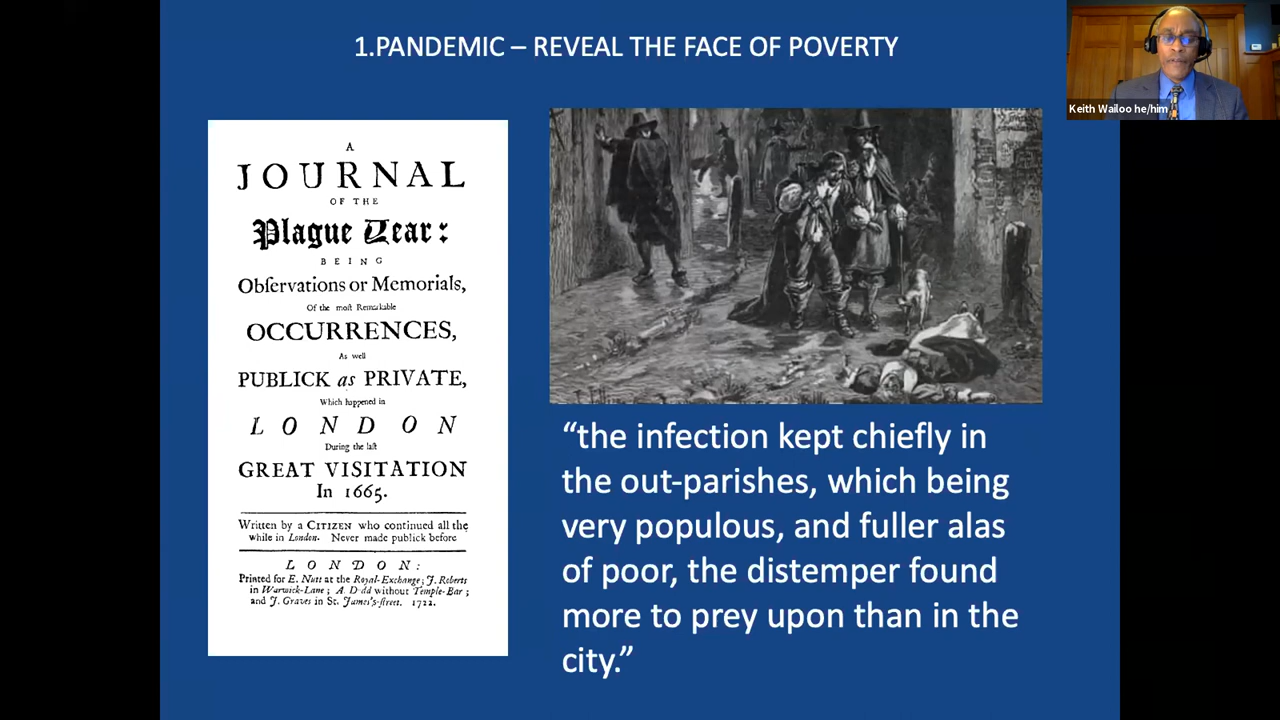 1.PANDEMIC – REVEAL THE FACE OF POVERTY
Keith Wailoo he/him
A
JOURNAL
OF THE
Plague Year:
BEING
Obſervations or Memorials,
Of the moſt Remarkable
OCCURRENCES,
As well
PUBLICK as PRIVATE,
Which happened in
LONDON
During the laſt
GREAT VISITATION
In 1665.
Written by a CITIZEN who continued all the
while in London. Never made publick before
LONDON:
Printed for E. Nutt at the Royal-Exchange; J. Roberts
in Warwick-Lane; A. Dodd without Temple-Bar;
and J. Graves in St. James's-ſtreet. 1722.
“the infection kept chiefly in
the out-parishes, which being
very populous, and fuller alas
of poor, the distemper found
more to prey upon than in the
city.”